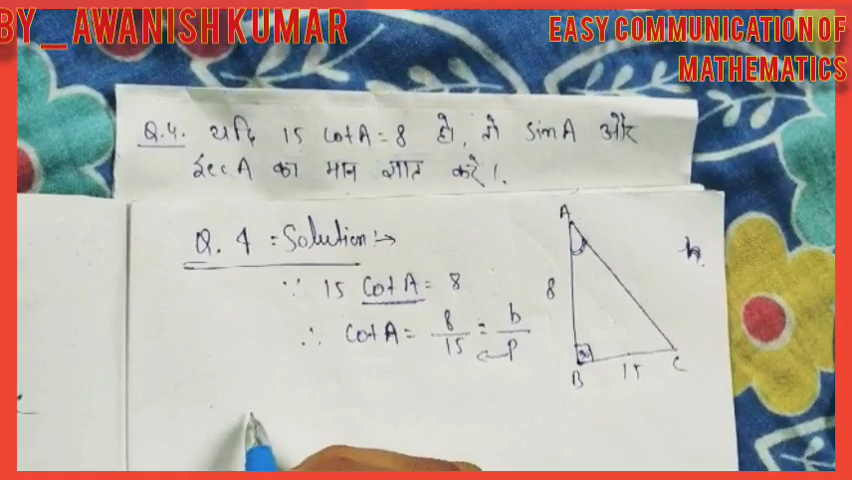 BY_ AWANISH KUMAR
EASY COMMUNICATION OF
MATHEMATICS
Q.4. यदि 15 cotA = 8 हो, तो sinA और
secA का मान ज्ञात करे।.
Q. 4 = Solution :→
∵ 15 cotA = 8
∴ cotA = 8/15 = b/p
A
8
B
15
C
h.